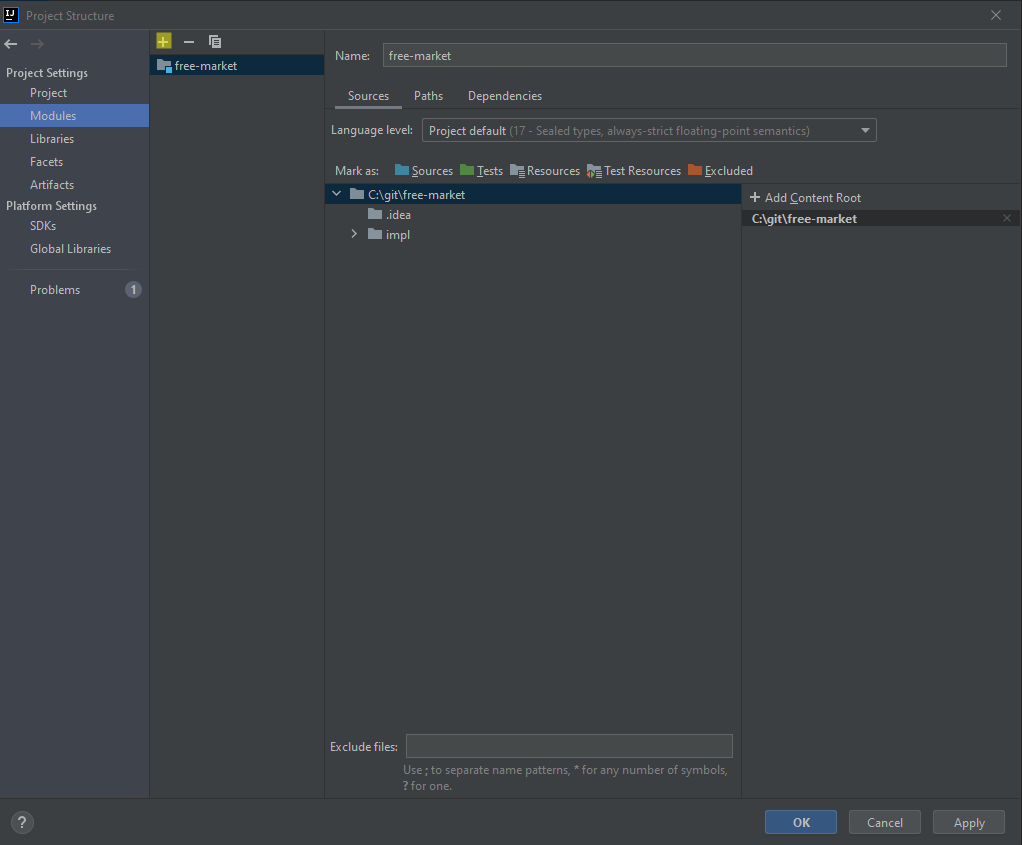 Project Structure
Project Settings
Project
Modules
Libraries
Facets
Artifacts
Platform Settings
SDKs
Global Libraries
Problems 1
free-market
Name: free-market
Sources Paths Dependencies
Language level: Project default (17 - Sealed types, always-strict floating-point semantics)
Mark as: Sources Tests Resources Test Resources Excluded
C:\git\free-market
.idea
impl
+ Add Content Root
C:\git\free-market
Exclude files:
Use ; to separate name patterns, * for any number of symbols,
? for one.
? OK Cancel Apply